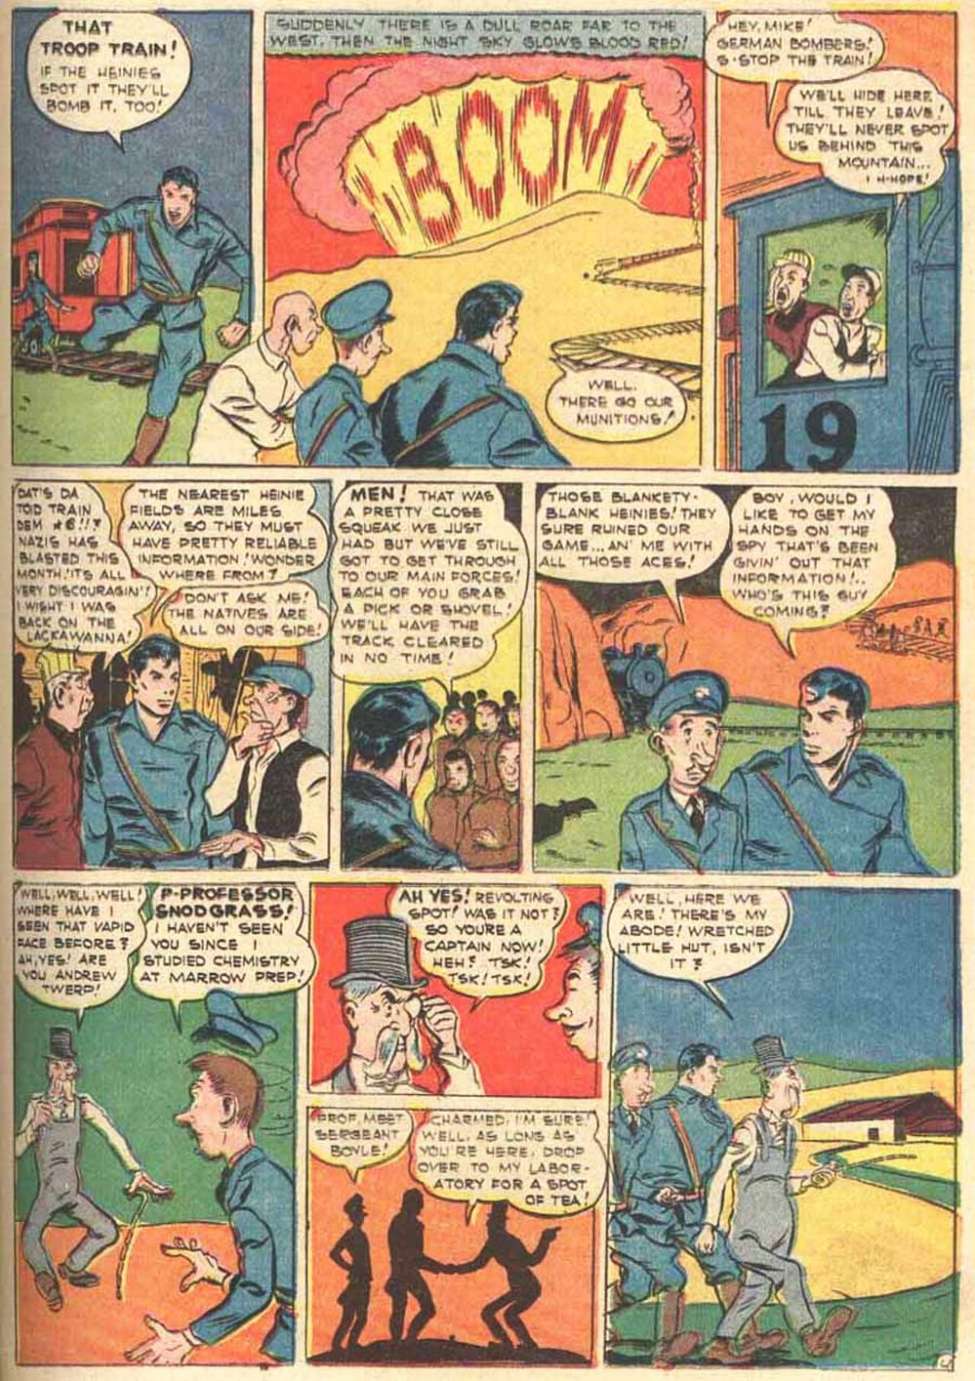 THAT
TROOP TRAIN!
IF THE HEINIES
SPOT IT THEY'LL
BOMB IT, TOO!
SUDDENLY THERE IS A DULL ROAR FAR TO THE
WEST, THEN THE NIGHT SKY GLOWS BLOOD RED!
BOOM!
WELL,
THERE GO OUR
MUNITIONS!
HEY, MIKE!
GERMAN BOMBERS!
S-STOP THE TRAIN!
WE'LL HIDE HERE
TILL THEY LEAVE!
THEY'LL NEVER SPOT
US BEHIND THIS
MOUNTAIN...
I H-HOPE!
19
DAT'S DA
TOID TRAIN
DEM *@!!?
NAZIS HAS
BLASTED THIS
MONTH! IT'S ALL
VERY DISCOURAGIN'!
I WISHT I WAS
BACK ON THE
LACKAWANNA!
THE NEAREST HEINIE
FIELDS ARE MILES
AWAY, SO THEY MUST
HAVE PRETTY RELIABLE
INFORMATION! WONDER
WHERE FROM?
DON'T ASK ME!
THE NATIVES ARE
ALL ON OUR SIDE!
MEN! THAT WAS
A PRETTY CLOSE
SQUEAK WE JUST
HAD BUT WE'VE STILL
GOT TO GET THROUGH
TO OUR MAIN FORCES!
EACH OF YOU GRAB
A PICK OR SHOVEL!
WE'LL HAVE THE
TRACK CLEARED
IN NO TIME!
THOSE BLANKETY-
BLANK HEINIES! THEY
SURE RUINED OUR
GAME... AN' ME WITH
ALL THOSE ACES!
BOY, WOULD I
LIKE TO GET MY
HANDS ON THE
SPY THAT'S BEEN
GIVIN' OUT THAT
INFORMATION!..
WHO'S THIS GUY
COMING?
WELL, WELL, WELL!
WHERE HAVE I
SEEN THAT VAPID
FACE BEFORE?
AH, YES! ARE
YOU ANDREW
TWERP!
P-PROFESSOR
SNODGRASS!
I HAVEN'T SEEN
YOU SINCE I
STUDIED CHEMISTRY
AT MARROW PREP!
AH YES! REVOLTING
SPOT! WAS IT NOT?
SO YOU'RE A
CAPTAIN NOW!
HEH? TSK!
TSK! TSK!
PROF, MEET
SERGEANT
BOYLE!
CHARMED, I'M SURE!
WELL, AS LONG AS
YOU'RE HERE, DROP
OVER TO MY LABOR-
ATORY FOR A SPOT
OF TEA!
WELL, HERE WE
ARE! THERE'S MY
ABODE! WRETCHED
LITTLE HUT, ISN'T
IT?